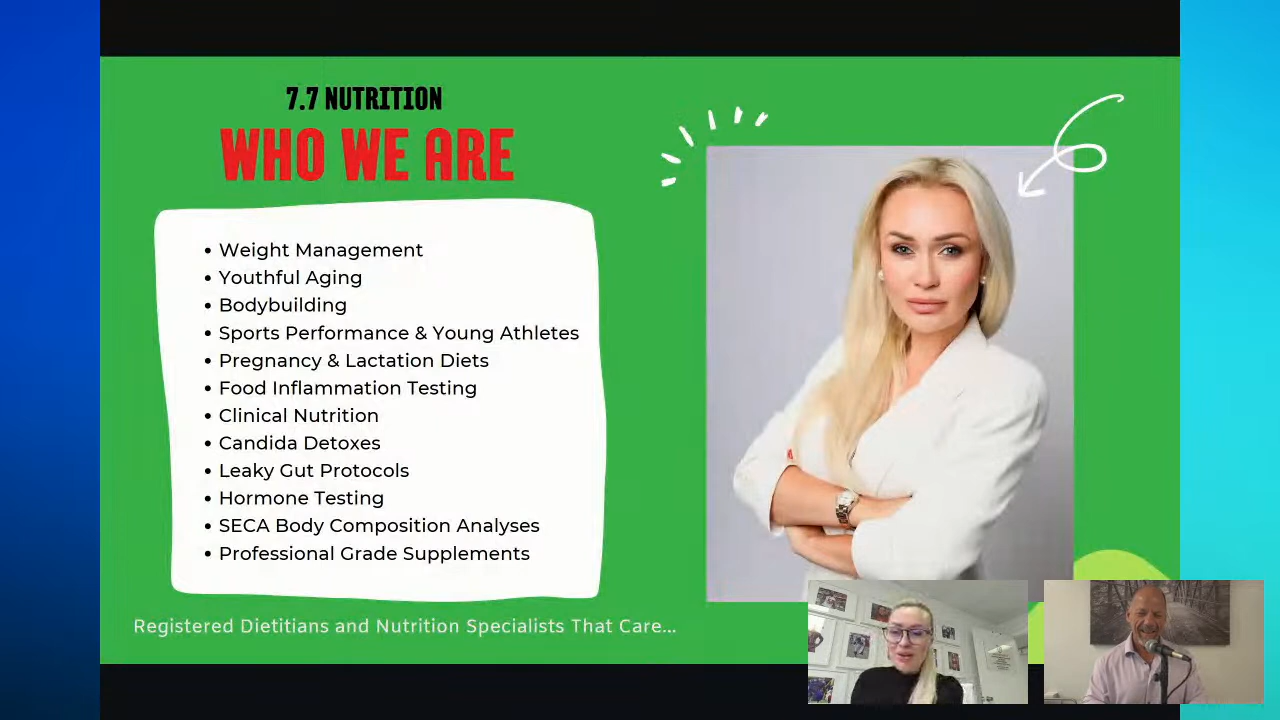 7.7 NUTRITION
WHO WE ARE
• Weight Management
• Youthful Aging
• Bodybuilding
• Sports Performance & Young Athletes
• Pregnancy & Lactation Diets
• Food Inflammation Testing
• Clinical Nutrition
• Candida Detoxes
• Leaky Gut Protocols
• Hormone Testing
• SECA Body Composition Analyses
• Professional Grade Supplements
Registered Dietitians and Nutrition Specialists That Care...